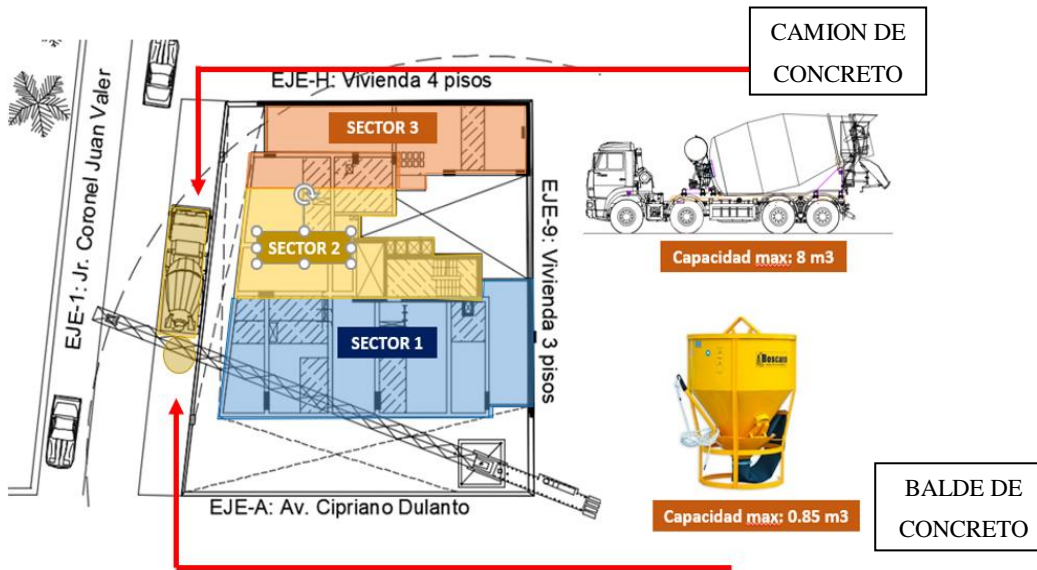 CAMION DE
CONCRETO
EJE-H: Vivienda 4 pisos
SECTOR 3
EJE-1: Jr. Coronel Juan Valer
SECTOR 2
EJE-9: Vivienda 3 pisos
Capacidad max: 8 m3
SECTOR 1
Boscaro
EJE-A: Av. Cipriano Dulanto
Capacidad max: 0.85 m3
BALDE DE
CONCRETO